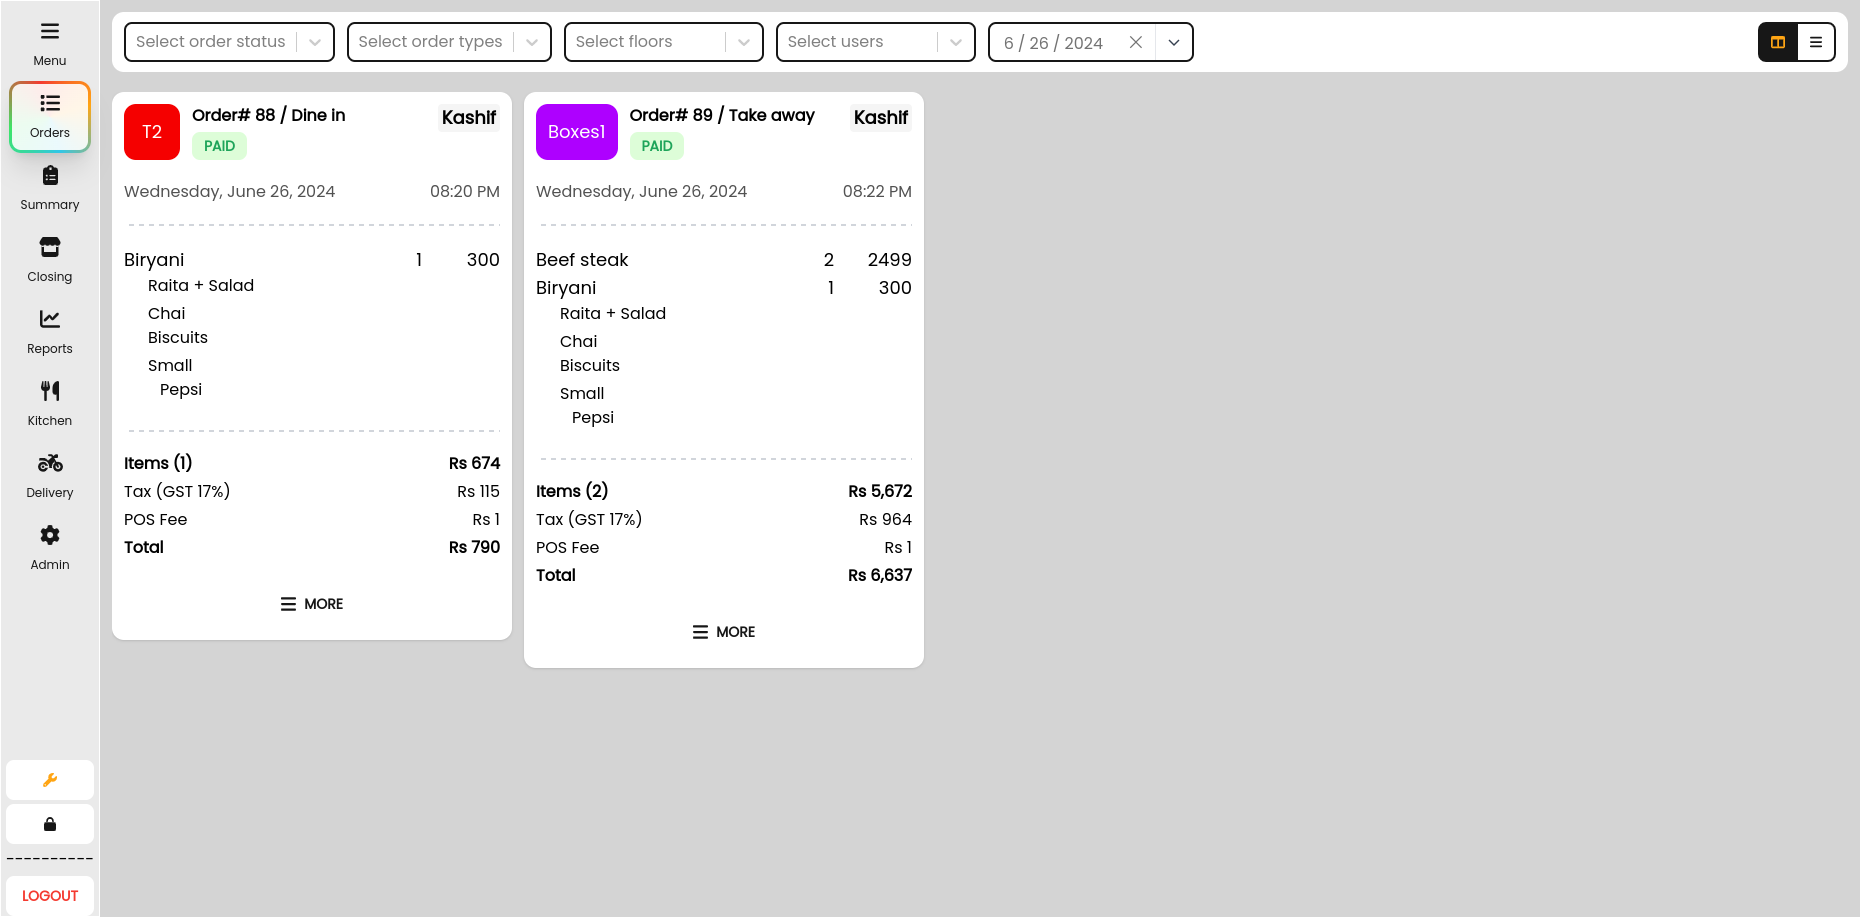 Menu
Orders
Summary
Closing
Reports
Kitchen
Delivery
Admin
LOGOUT
Select order status
Select order types
Select floors
Select users
6 / 26 / 2024
T2
Order# 88 / Dine in
Kashif
PAID
Wednesday, June 26, 2024 08:20 PM
Biryani 1 300
Raita + Salad
Chai
Biscuits
Small
Pepsi
Items (1) Rs 674
Tax (GST 17%) Rs 115
POS Fee Rs 1
Total Rs 790
MORE
Boxes1
Order# 89 / Take away
Kashif
PAID
Wednesday, June 26, 2024 08:22 PM
Beef steak 2 2499
Biryani 1 300
Raita + Salad
Chai
Biscuits
Small
Pepsi
Items (2) Rs 5,672
Tax (GST 17%) Rs 964
POS Fee Rs 1
Total Rs 6,637
MORE